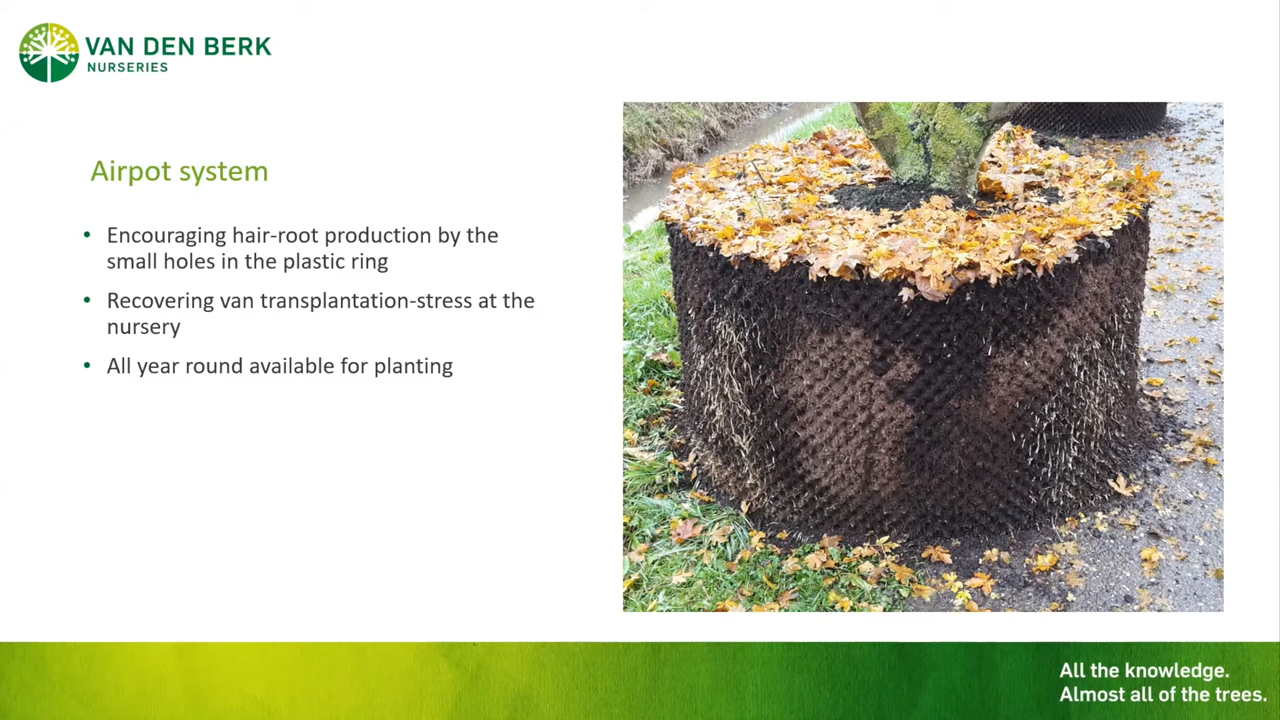 VAN DEN BERK
NURSERIES
Airpot system
• Encouraging hair-root production by the
small holes in the plastic ring
• Recovering van transplantation-stress at the
nursery
• All year round available for planting
All the knowledge.
Almost all of the trees.